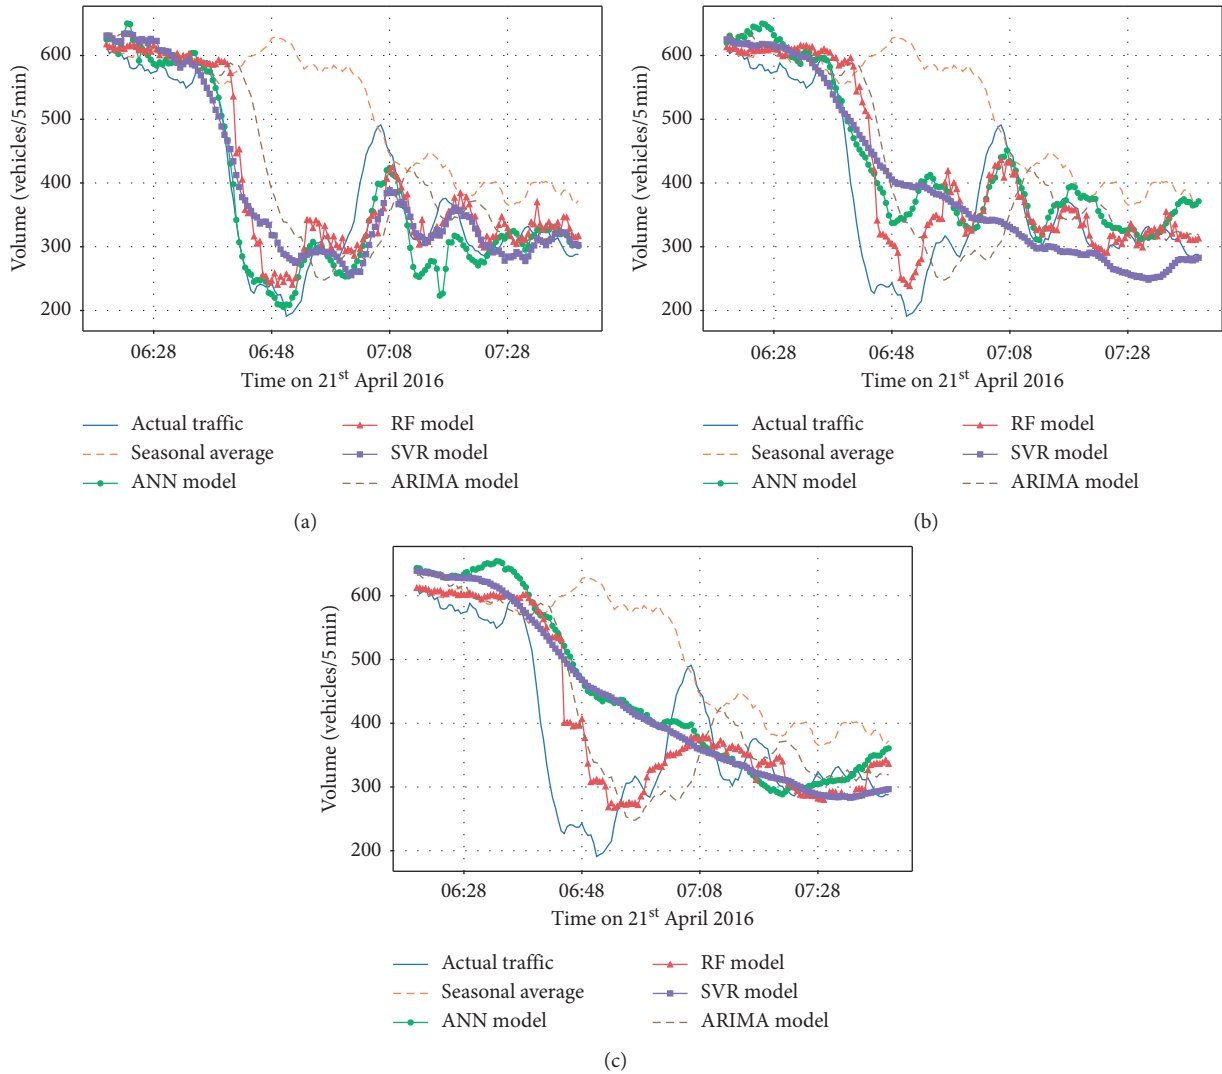 600
500
400
300
200
Volume (vehicles/5 min)
06:28 06:48 07:08 07:28
Time on 21st April 2016
Actual traffic RF model
Seasonal average SVR model
ANN model ARIMA model
(a)
600
500
400
300
200
Volume (vehicles/5 min)
06:28 06:48 07:08 07:28
Time on 21st April 2016
Actual traffic RF model
Seasonal average SVR model
ANN model ARIMA model
(b)
600
500
400
300
200
Volume (vehicles/5 min)
06:28 06:48 07:08 07:28
Time on 21st April 2016
Actual traffic RF model
Seasonal average SVR model
ANN model ARIMA model
(c)